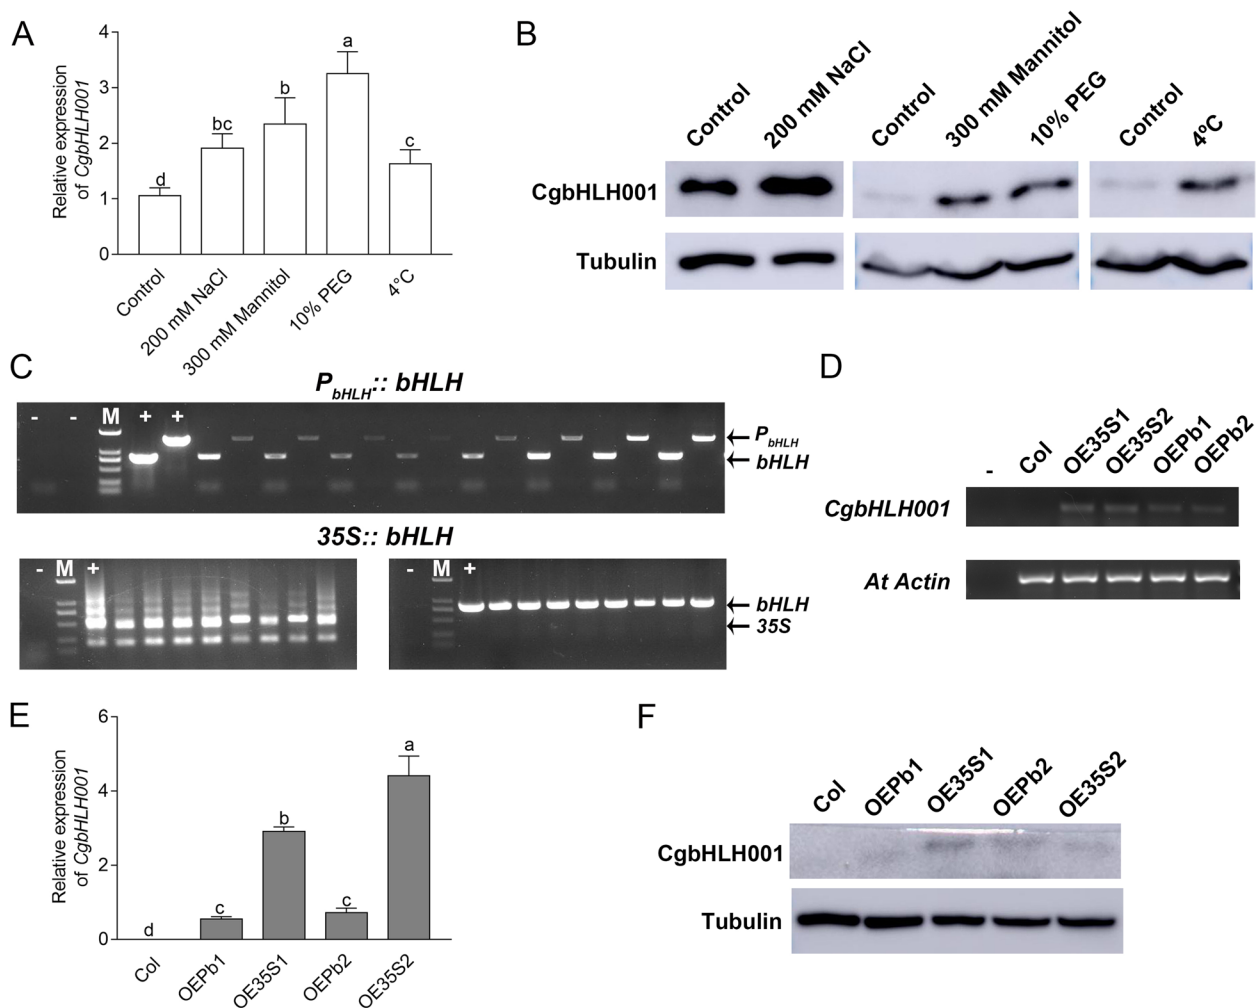 A
Relative expression
of CgbHLH001
4
3
2
1
0
d
bc
b
a
c
Control
200 mM NaCl
300 mM Mannitol
10% PEG
4°C
B
Control
200 mM NaCl
Control
300 mM Mannitol
10% PEG
Control
4°C
CgbHLH001
Tubulin
C
PbHLH:: bHLH
- - M + +
PbHLH
bHLH
35S:: bHLH
- M +
- M +
bHLH
35S
D
- Col OE35S1 OE35S2 OEPb1 OEPb2
CgbHLH001
At Actin
E
Relative expression
of CgbHLH001
6
4
2
0
d
c
b
c
a
Col
OEPb1
OE35S1
OEPb2
OE35S2
F
Col OEPb1 OE35S1 OEPb2 OE35S2
CgbHLH001
Tubulin